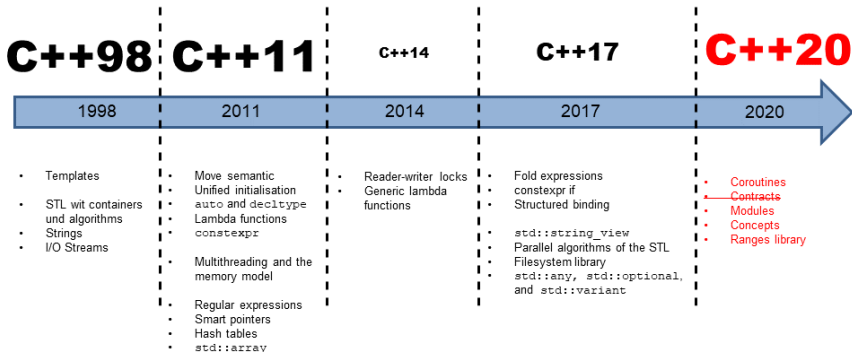 C++98
C++11
C++14
C++17
C++20
1998
2011
2014
2017
2020
• Templates
• STL wit containers
und algorithms
• Strings
• I/O Streams
• Move semantic
• Unified initialisation
• auto and decltype
• Lambda functions
• constexpr
• Multithreading and the
memory model
• Regular expressions
• Smart pointers
• Hash tables
• std::array
• Reader-writer locks
• Generic lambda
functions
• Fold expressions
• constexpr if
• Structured binding
• std::string_view
• Parallel algorithms of the STL
• Filesystem library
• std::any, std::optional,
and std::variant
• Coroutines
• Contracts
• Modules
• Concepts
• Ranges library